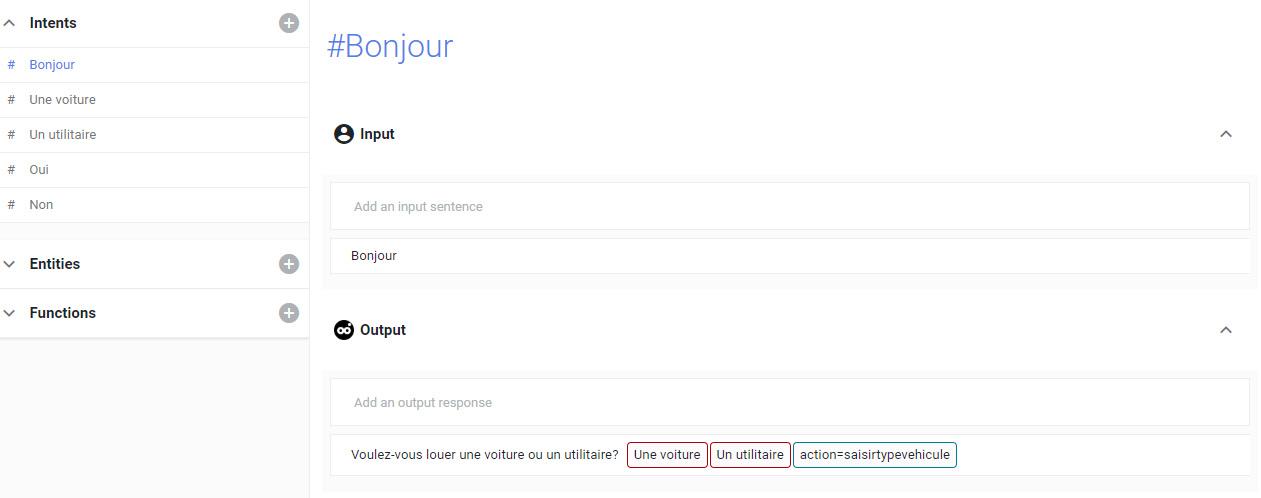 Intents
# Bonjour
# Une voiture
# Un utilitaire
# Oui
# Non
Entities
Functions
#Bonjour
Input
Add an input sentence
Bonjour
Output
Add an output response
Voulez-vous louer une voiture ou un utilitaire? Une voiture Un utilitaire action=saisirtypevehicule